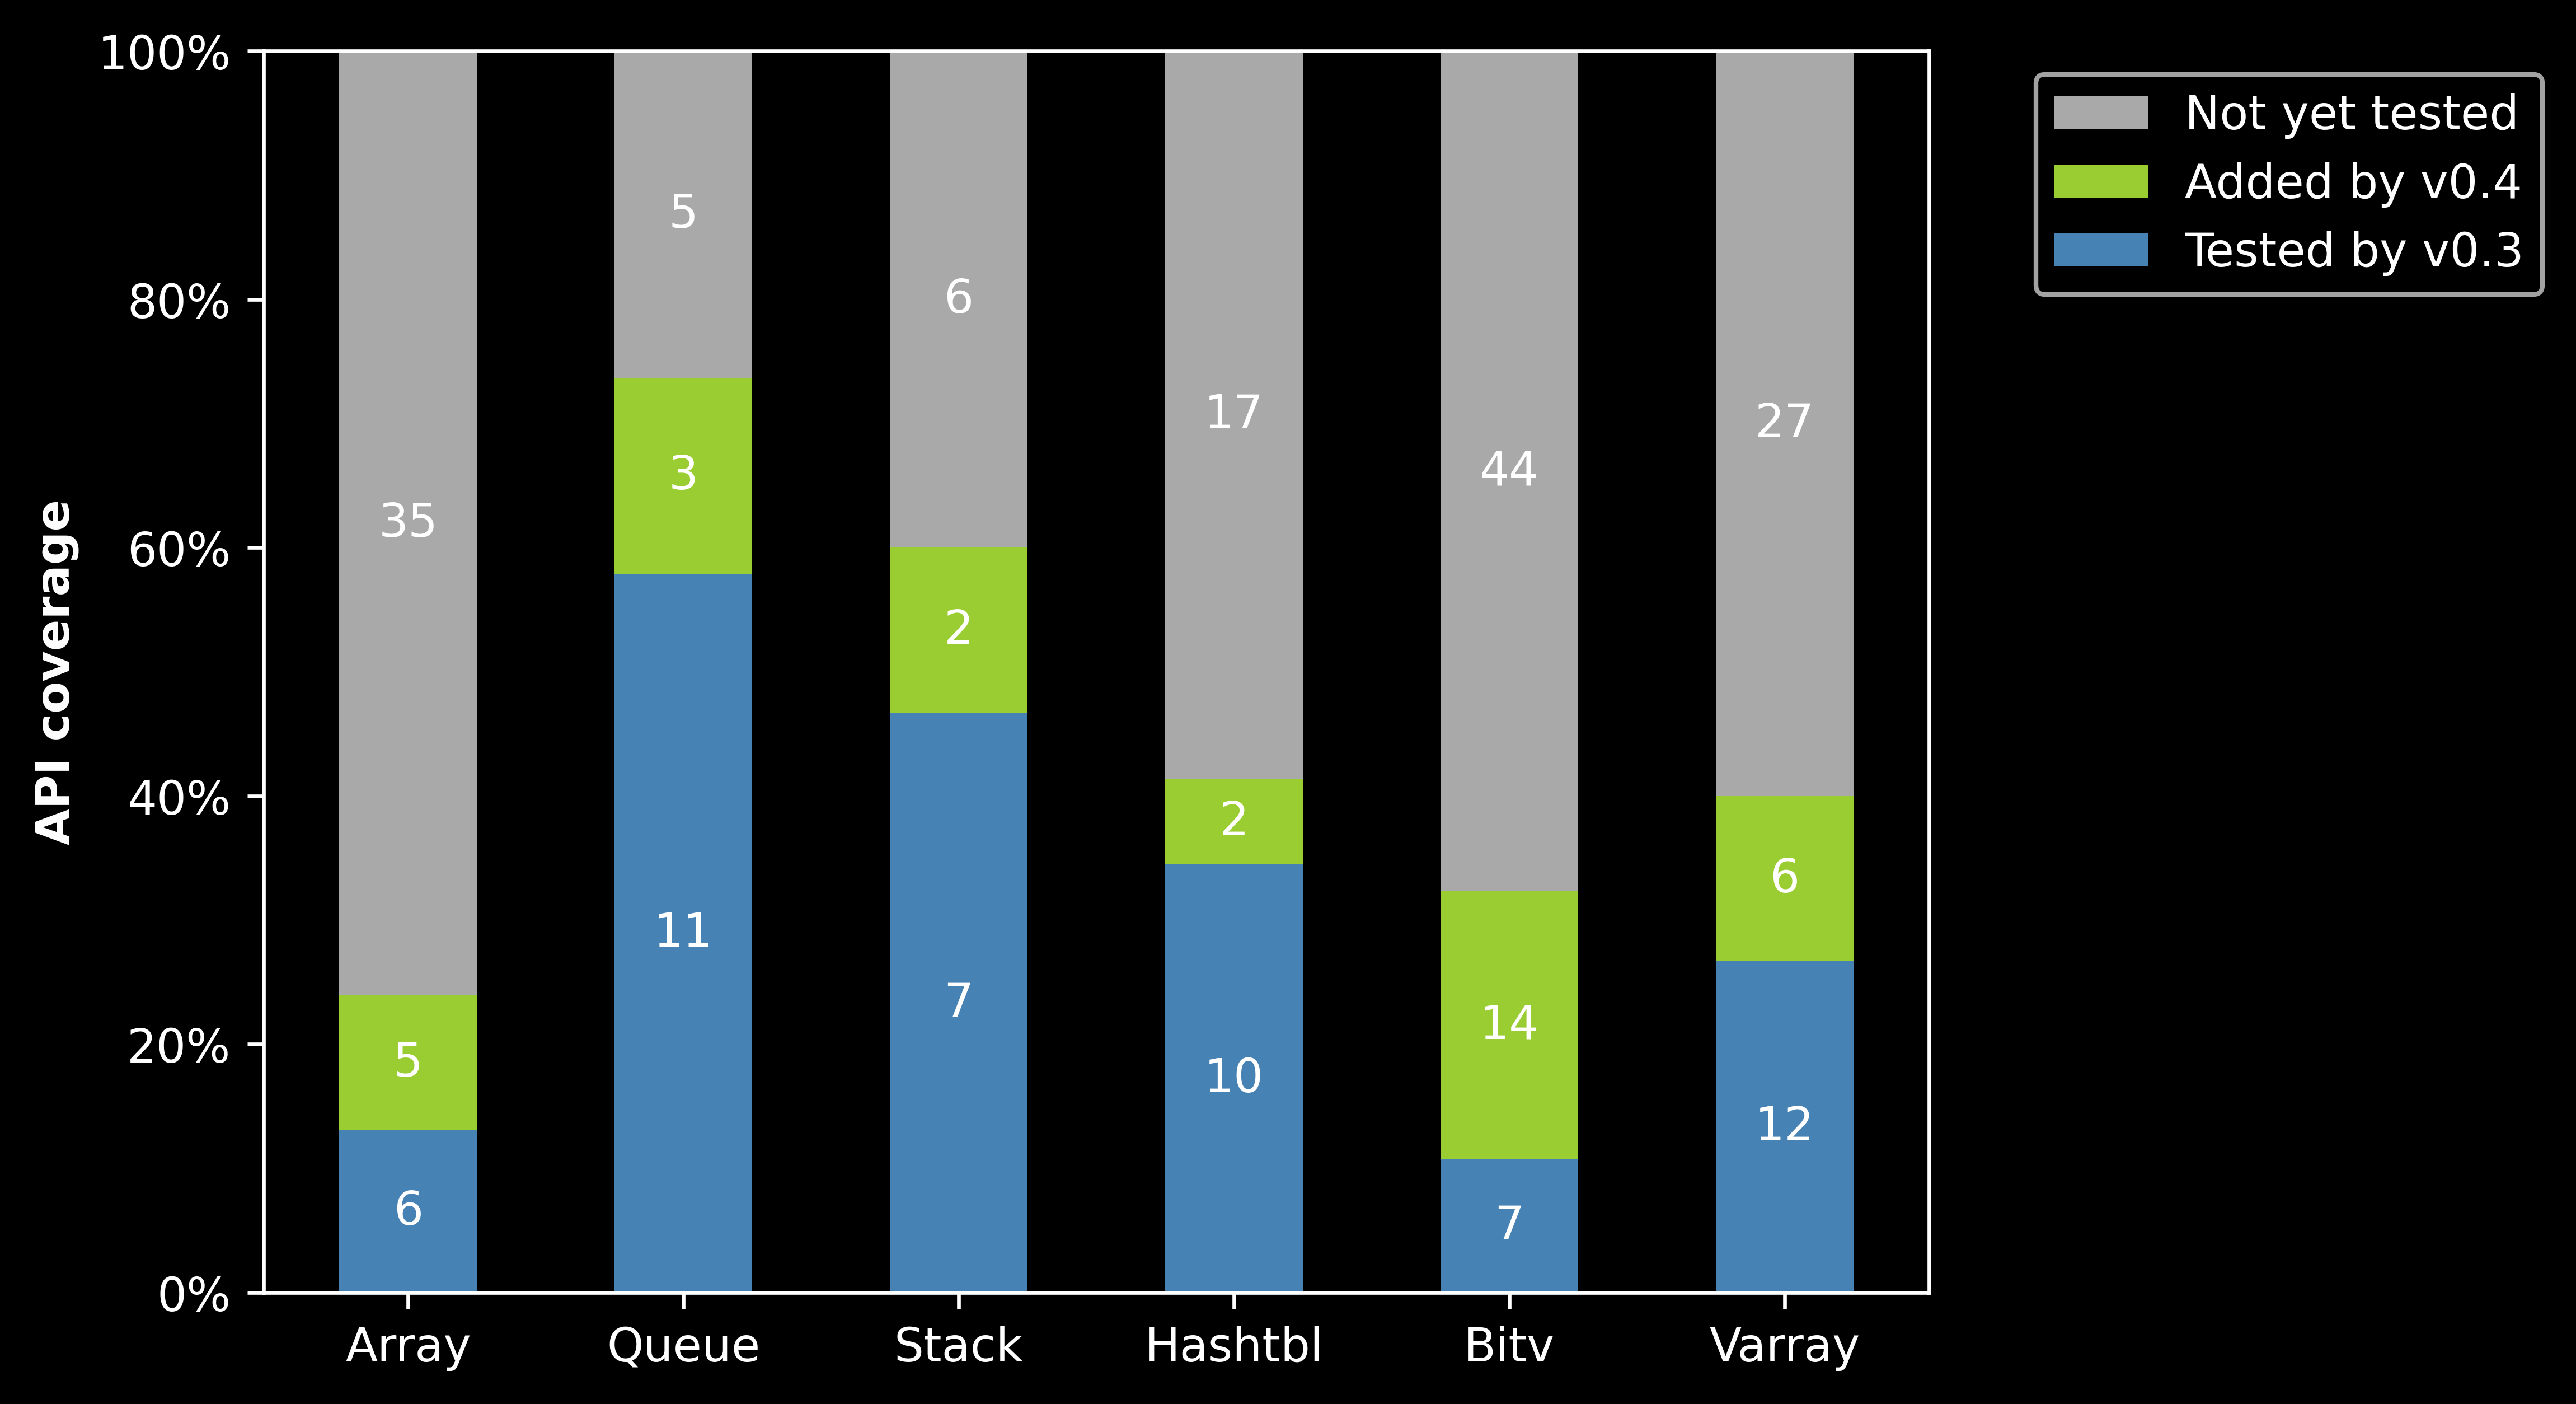 100%
80%
60%
40%
20%
0%
API coverage
35
5
6
5
3
11
6
2
7
17
2
10
44
14
7
27
6
12
Array
Queue
Stack
Hashtbl
Bitv
Varray
Not yet tested
Added by v0.4
Tested by v0.3